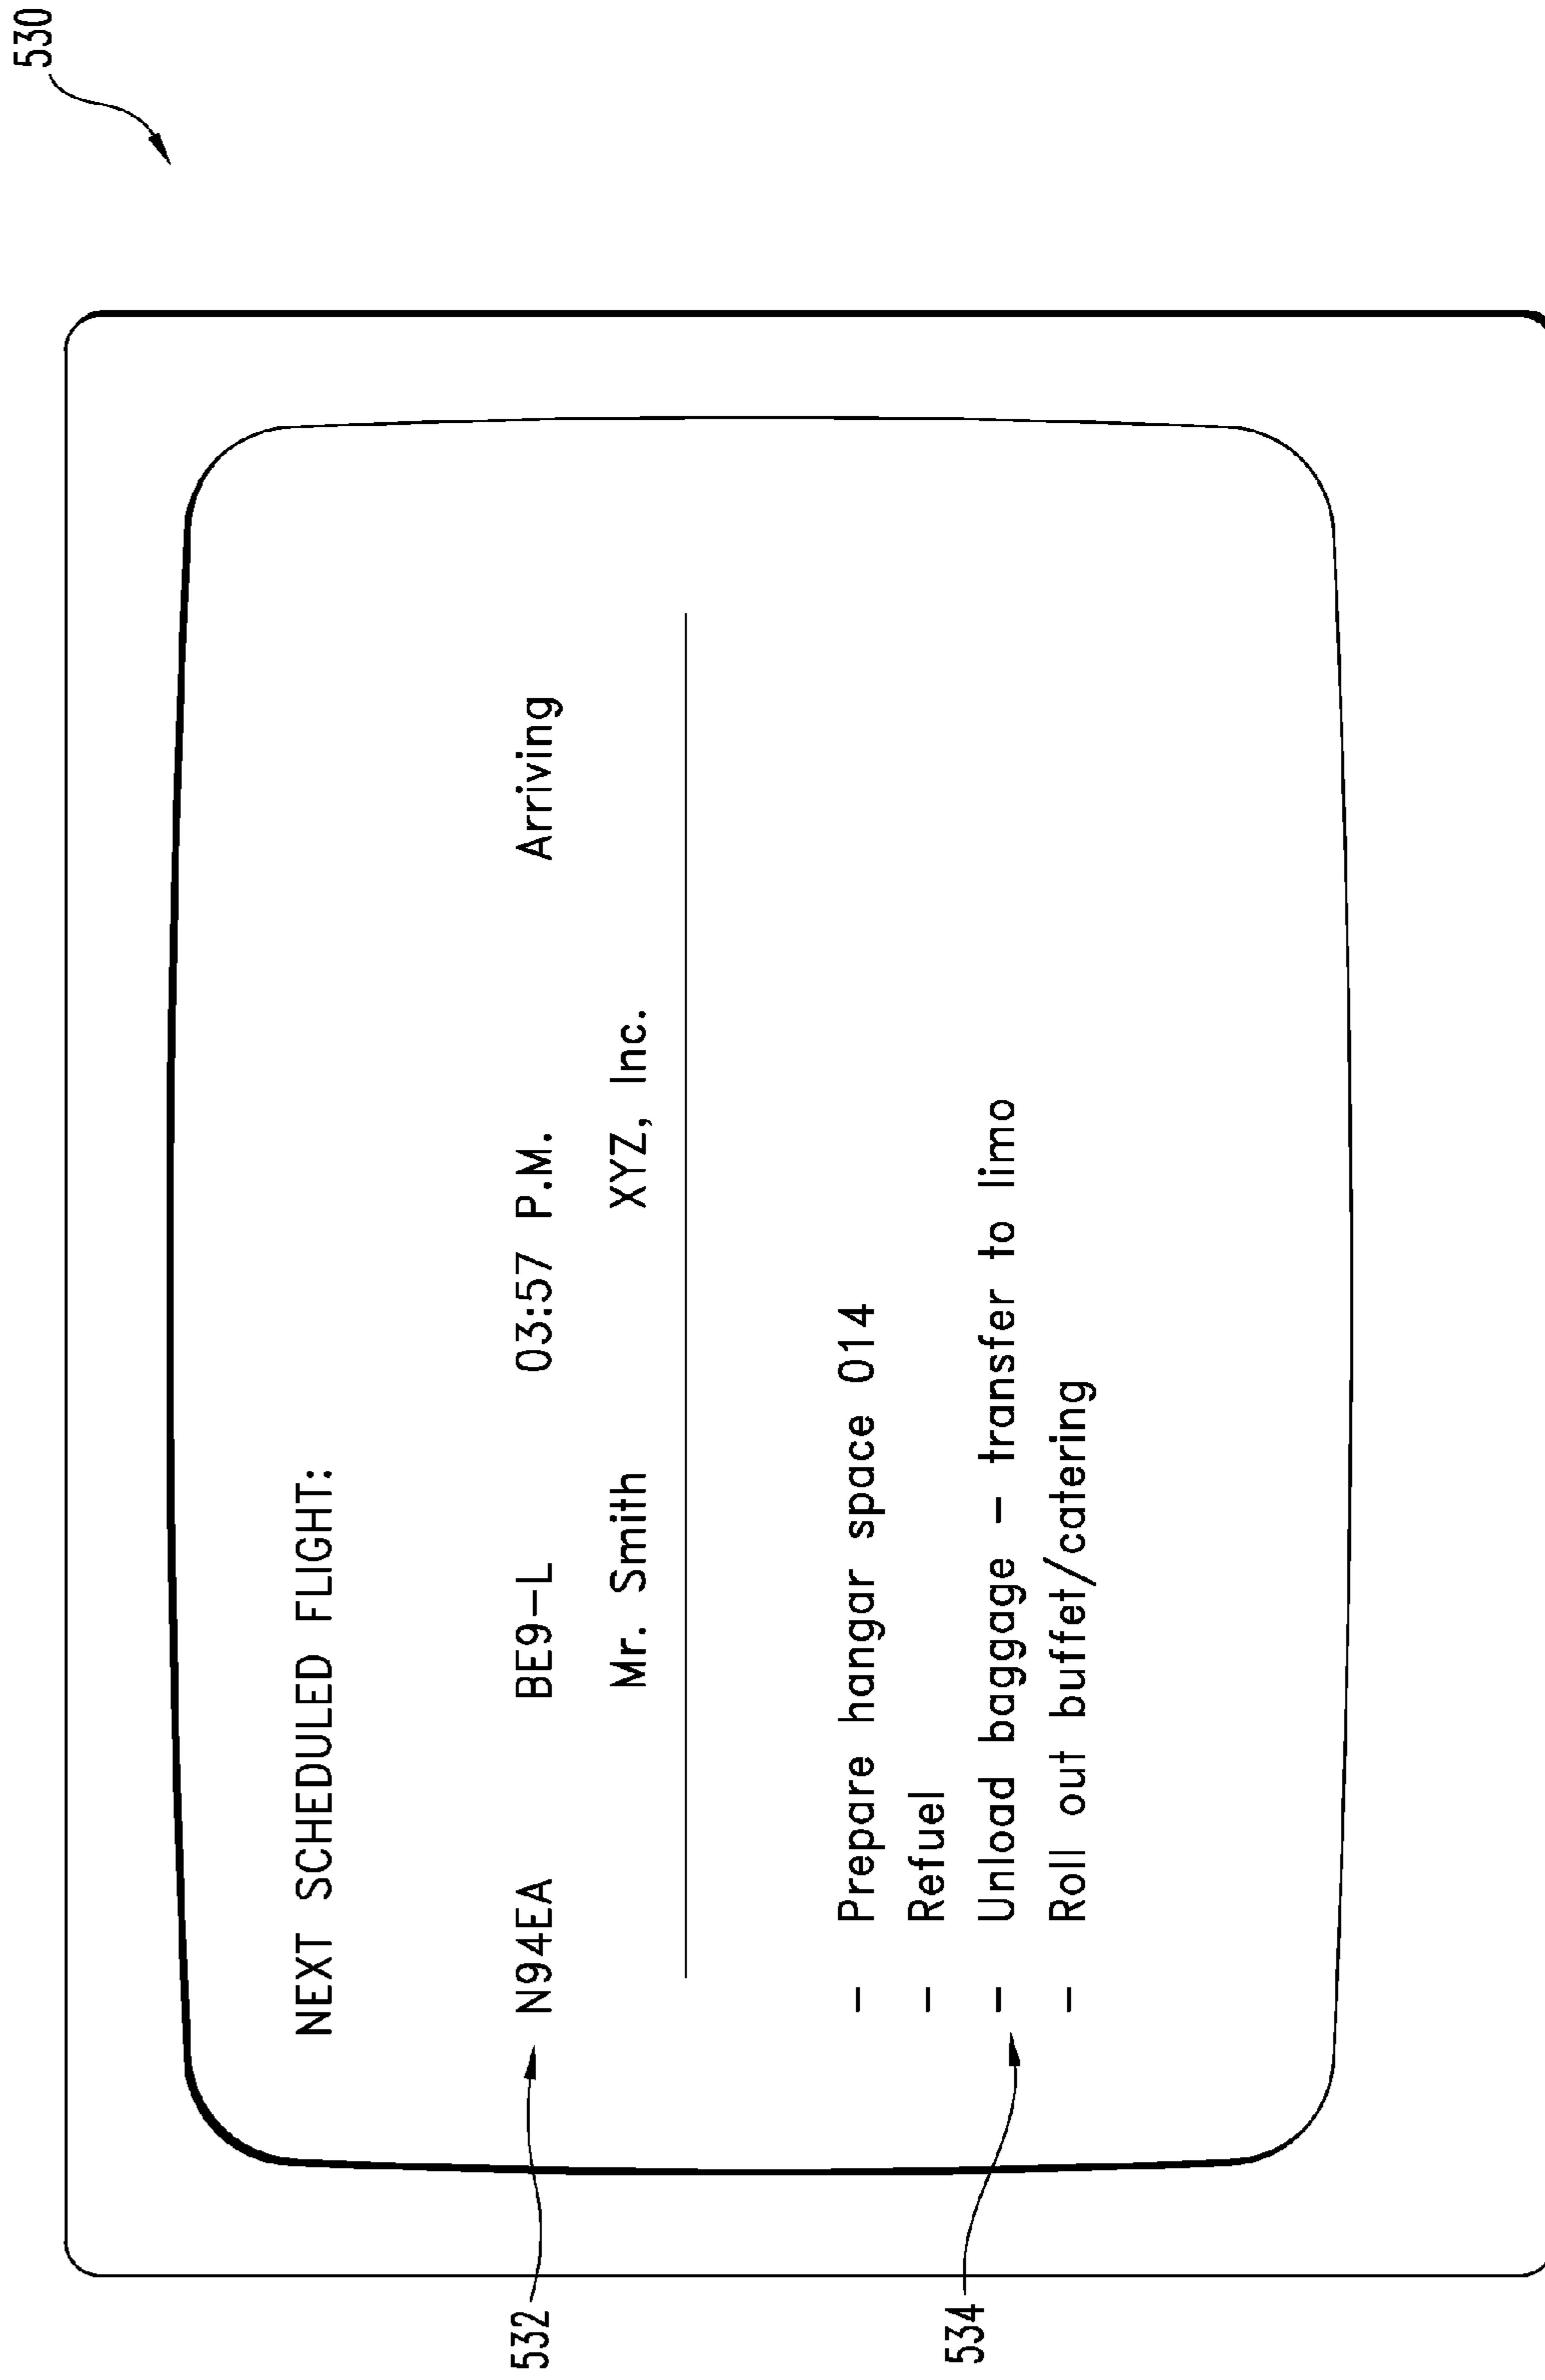 530
NEXT SCHEDULED FLIGHT:
532 N94EA BE9-L 03:57 P.M. Arriving
Mr. Smith XYZ, Inc.
- Prepare hangar space 014
- Refuel
534 - Unload baggage - transfer to limo
- Roll out buffet/catering